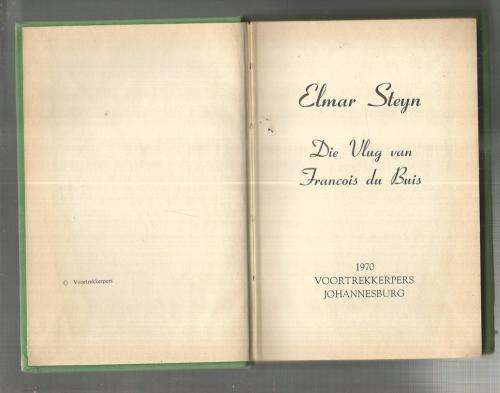 © Voortrekkerpers
Elmar Steyn
Die Vlug van
Francois du Buis
1970
VOORTREKKERPERS
JOHANNESBURG